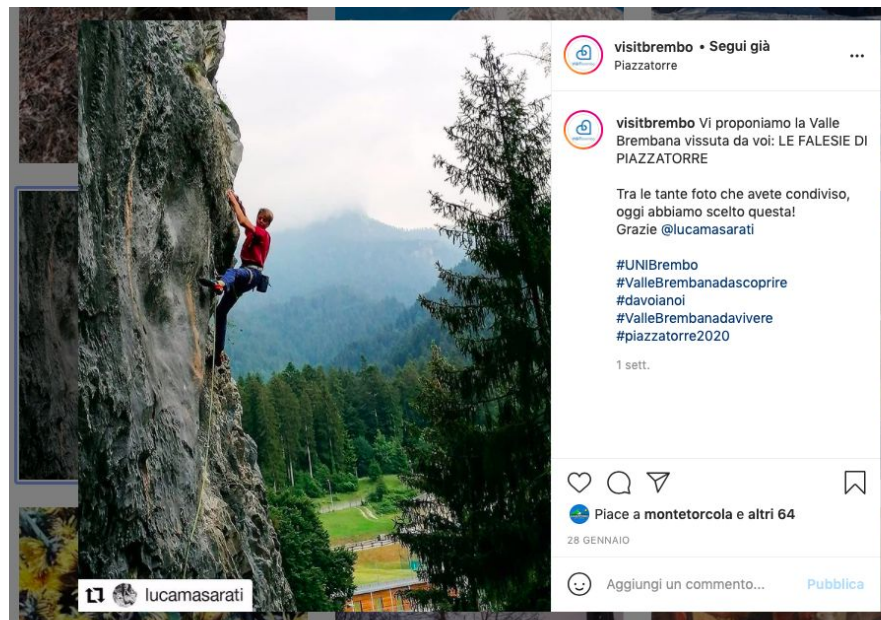 visitbrembo • Segui già
Piazzatorre
visitbrembo Vi proponiamo la Valle
Brembana vissuta da voi: LE FALESIE DI
PIAZZATORRE
Tra le tante foto che avete condiviso,
oggi abbiamo scelto questa!
Grazie @lucamasarati
#UNIBrembo
#ValleBrembanadascoprire
#davoianoi
#ValleBrembanadavivere
#piazzatorre2020
1 sett.
Piace a montetorcola e altri 64
28 GENNAIO
Aggiungi un commento... Pubblica
lucamasarati